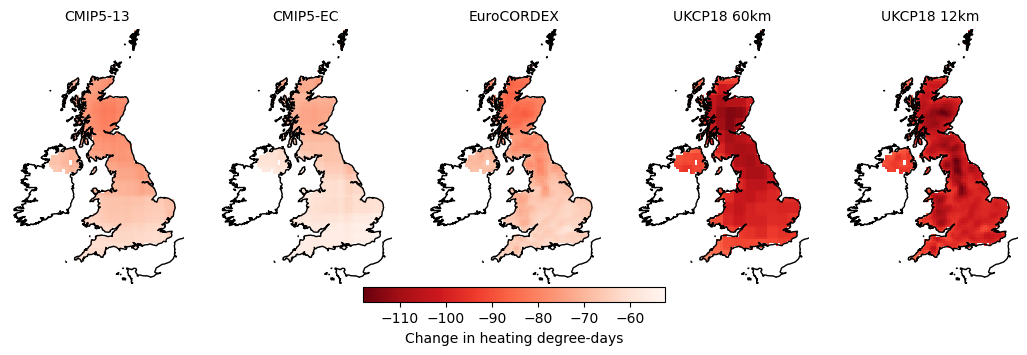 CMIP5-13 CMIP5-EC EuroCORDEX UKCP18 60km UKCP18 12km
−110 −100 −90 −80 −70 −60
Change in heating degree-days